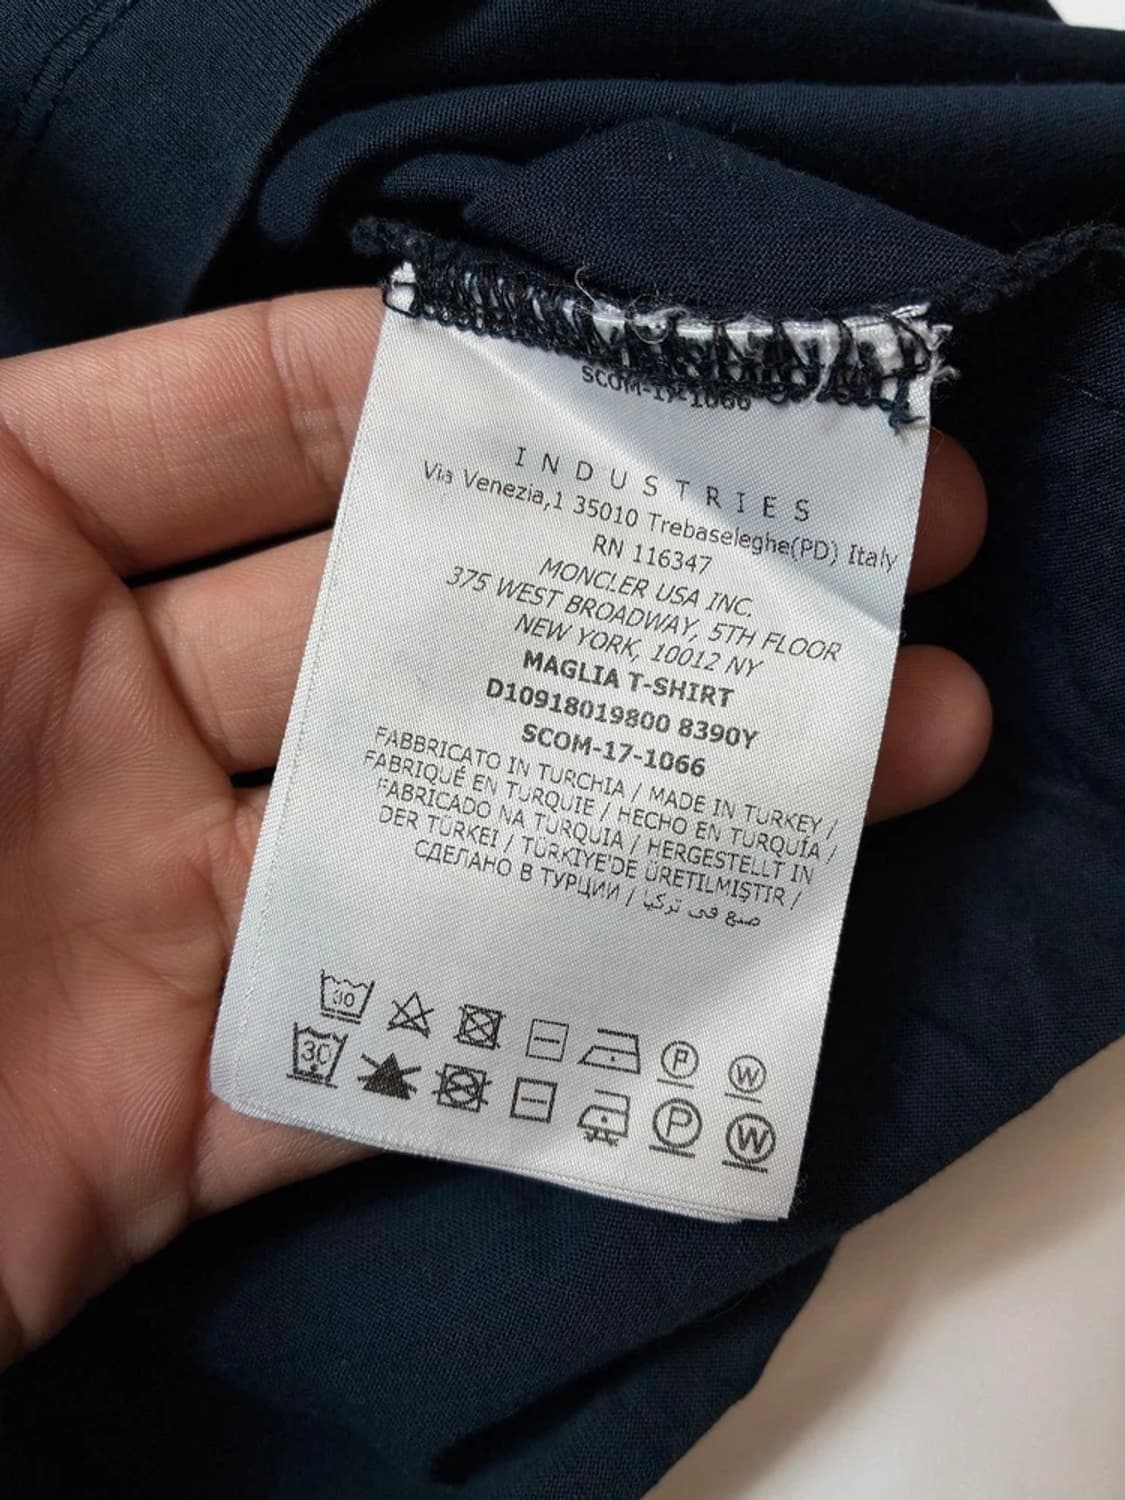 SCOM-17-1066
INDUSTRIES
Via Venezia,1 35010 Trebaseleghe(PD) Italy
RN 116347
MONCLER USA INC.
375 WEST BROADWAY, 5TH FLOOR
NEW YORK, 10012 NY
MAGLIA T-SHIRT
D10918019800 8390Y
SCOM-17-1066
FABBRICATO IN TURCHIA / MADE IN TURKEY /
FABRIQUÉ EN TURQUIE / HECHO EN TURQUÍA /
FABRICADO NA TURQUIA / HERGESTELLT IN
DER TÜRKEI / TÜRKIYE'DE ÜRETILMIŞTIR /
СДЕЛАНО В ТУРЦИИ / صنع في تركيا
30 P W
30 P W